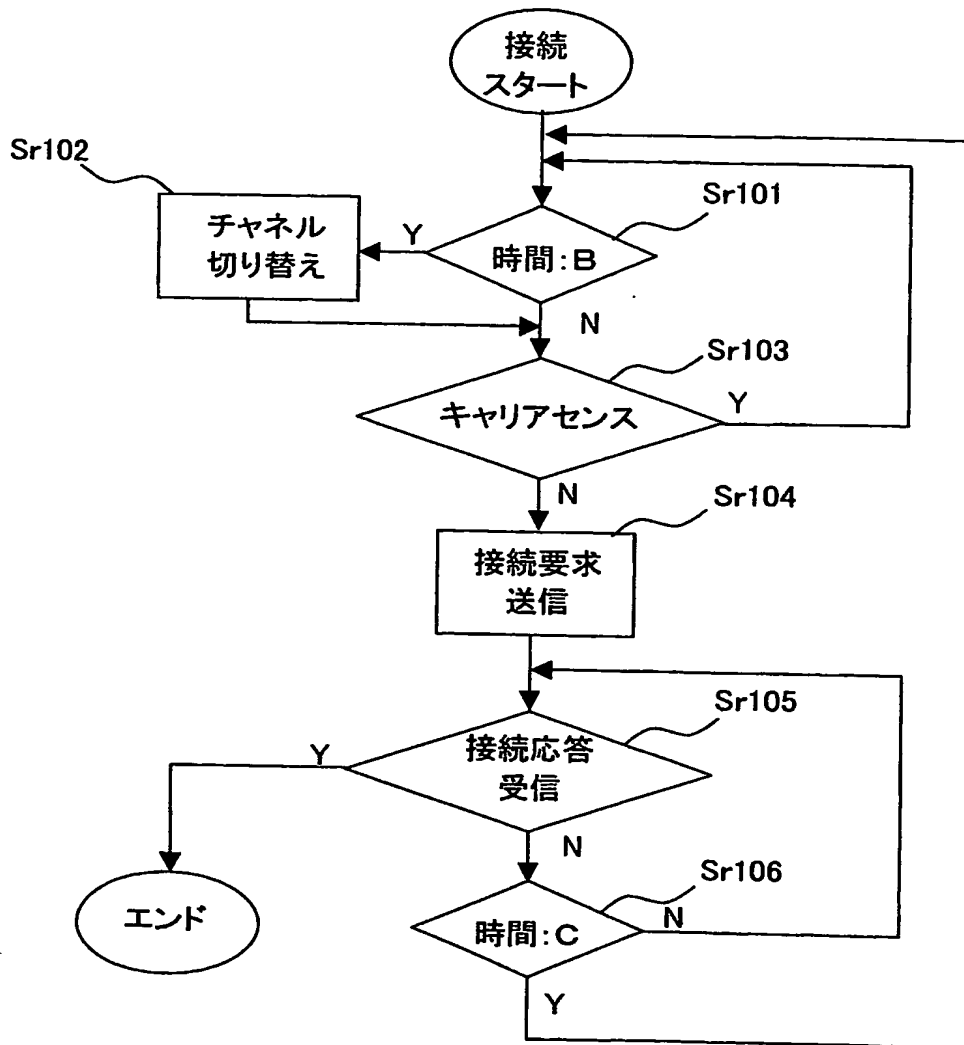 接続
スタート
Sr102
Sr101
チャネル
切り替え
Y
時間:B
N
Sr103
キャリアセンス
Y
N
Sr104
接続要求
送信
Sr105
Y
接続応答
受信
N
Sr106
エンド
時間:C
N
Y